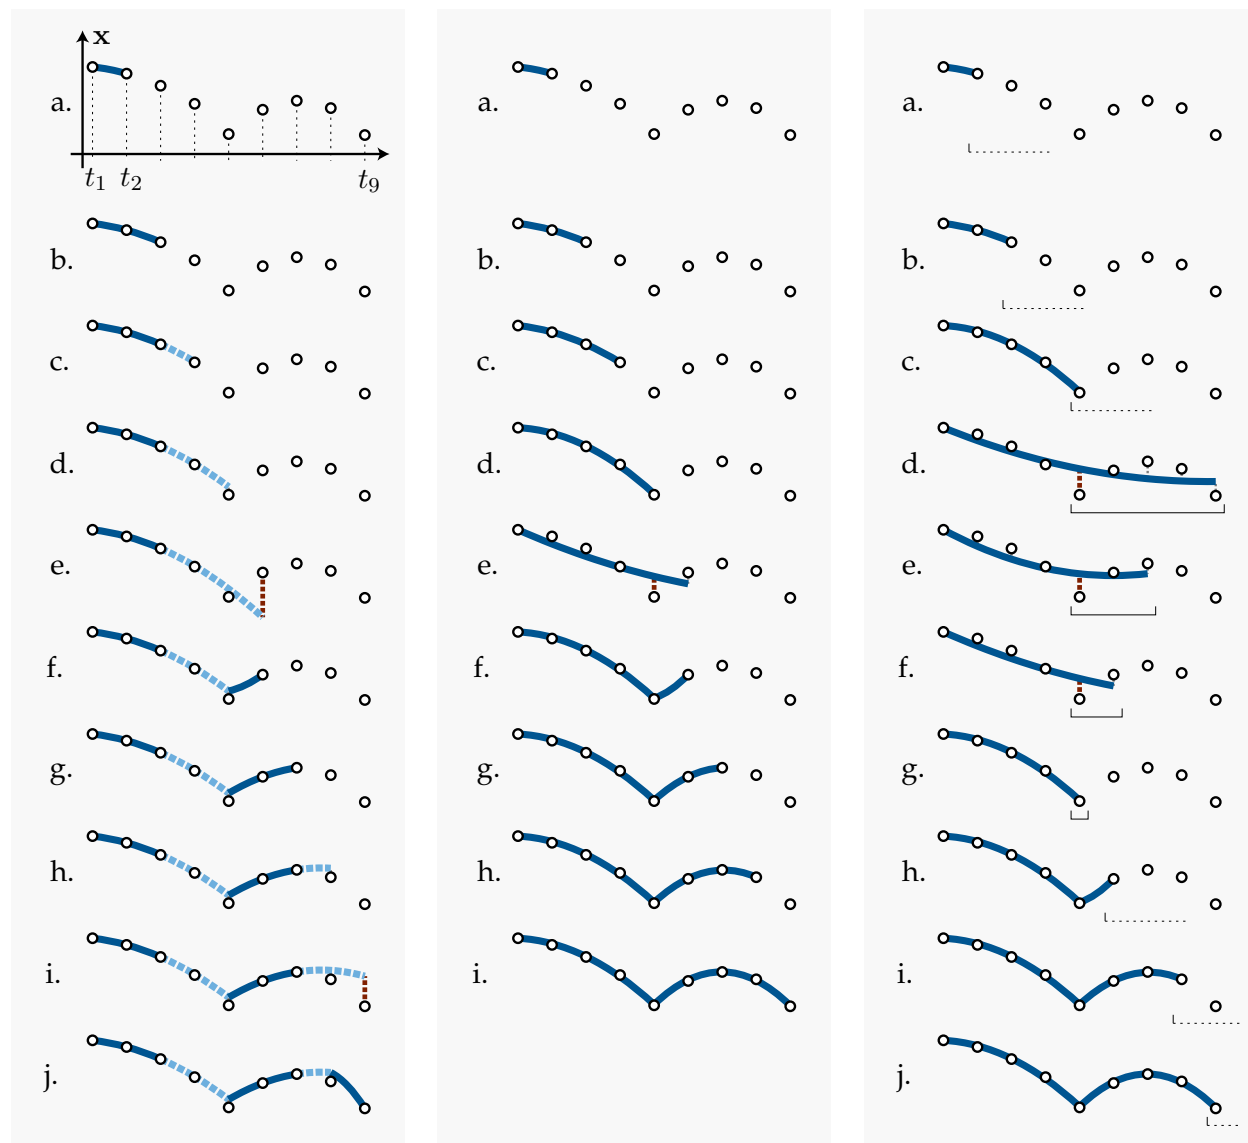 x
a. a. a.
t1 t2 t9
b. b. b.
c. c. c.
d. d. d.
e. e. e.
f. f. f.
g. g. g.
h. h. h.
i. i. i.
j. j.